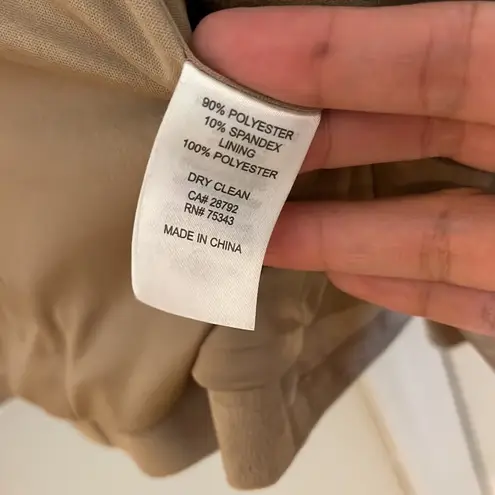 90% POLYESTER
10% SPANDEX
LINING
100% POLYESTER
DRY CLEAN
CA# 28792
RN# 75343
MADE IN CHINA